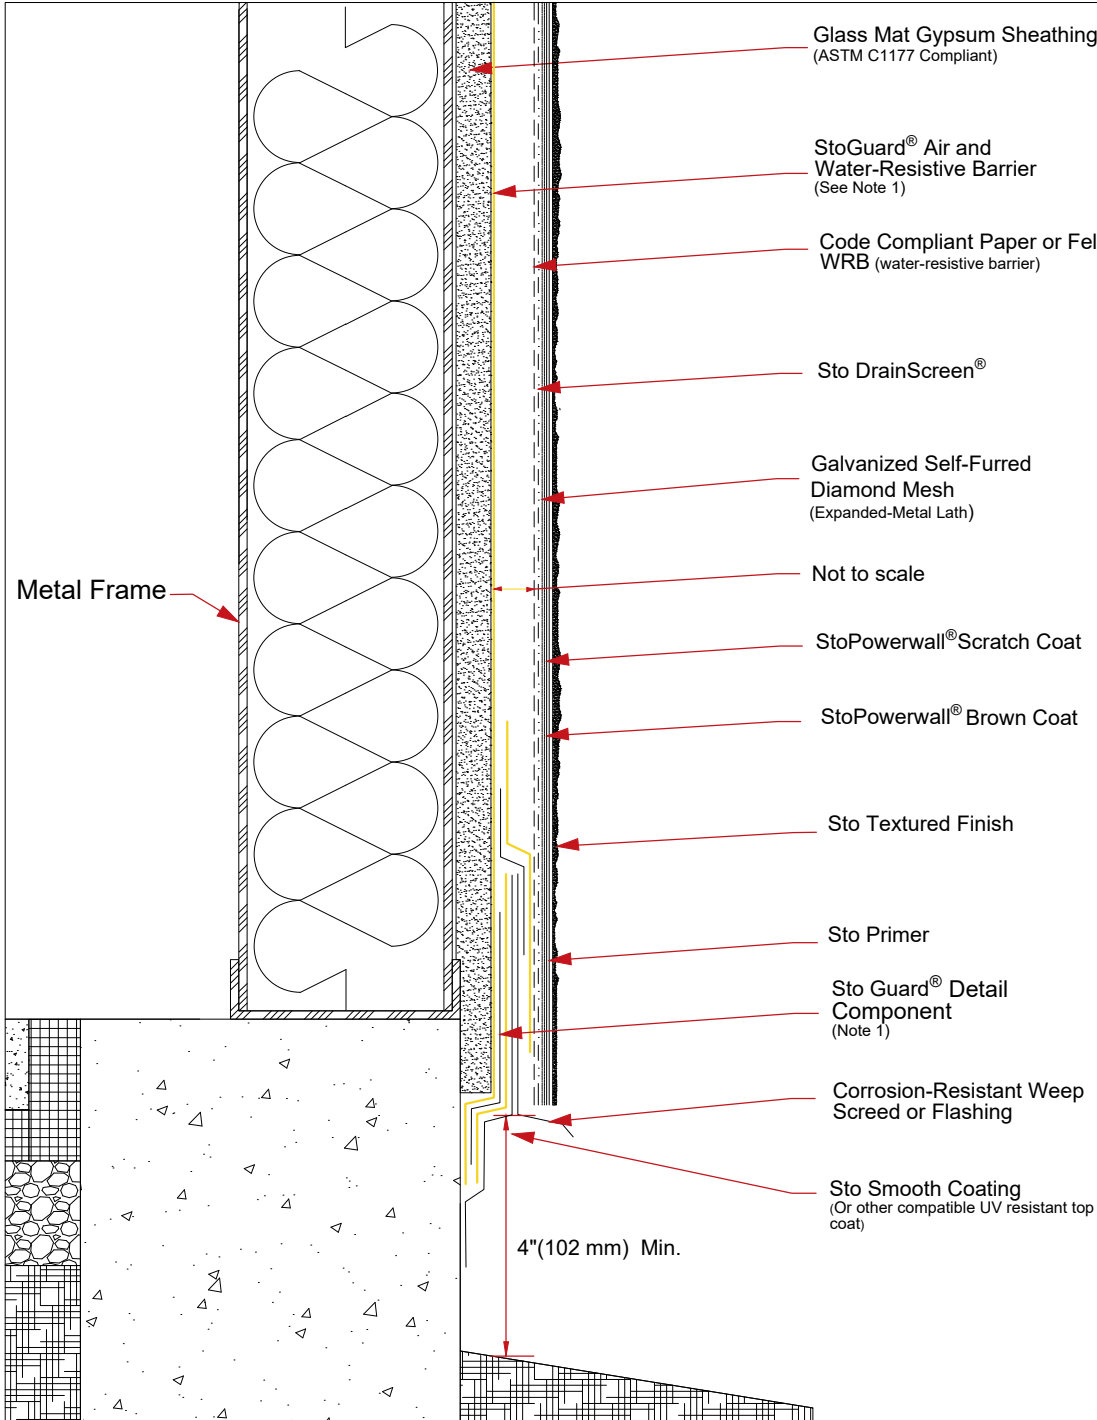 Glass Mat Gypsum Sheathing
(ASTM C1177 Compliant)
StoGuard® Air and
Water-Resistive Barrier
(See Note 1)
Code Compliant Paper or Fel
WRB (water-resistive barrier)
Sto DrainScreen®
Galvanized Self-Furred
Diamond Mesh
(Expanded-Metal Lath)
Not to scale
Metal Frame
StoPowerwall® Scratch Coat
StoPowerwall® Brown Coat
Sto Textured Finish
Sto Primer
Sto Guard® Detail
Component
(Note 1)
Corrosion-Resistant Weep
Screed or Flashing
Sto Smooth Coating
(Or other compatible UV resistant top
coat)
4"(102 mm) Min.